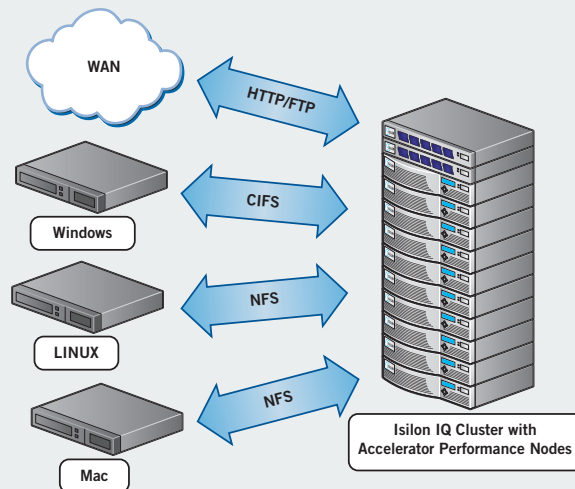 WAN
HTTP/FTP
CIFS
Windows
NFS
LINUX
NFS
Mac
Isilon IQ Cluster with
Accelerator Performance Nodes